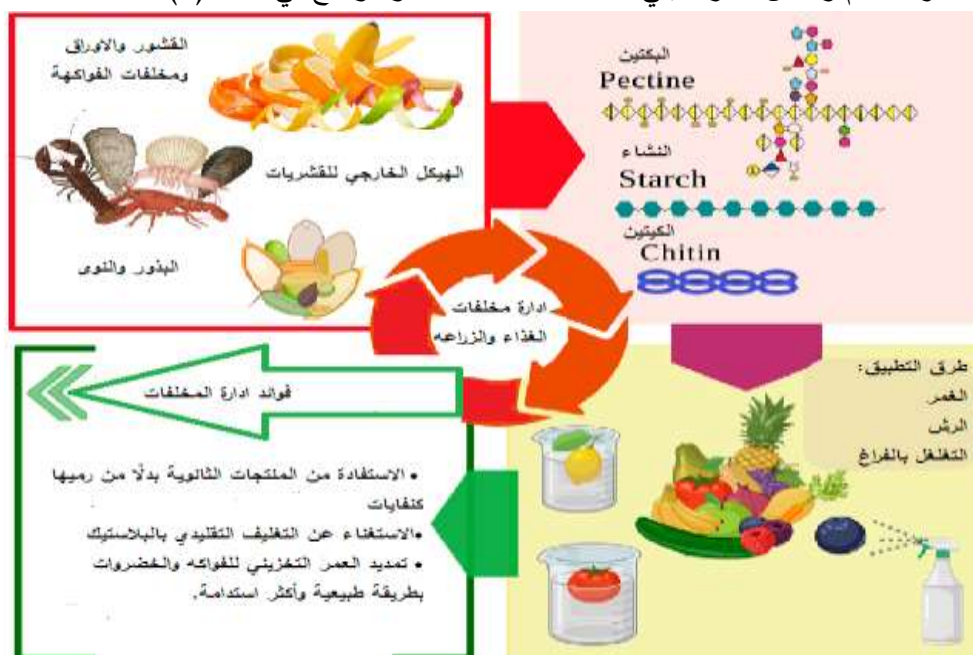 القشور والاوراق
ومخلفات الفواكهة
الهيكل الخارجي للقشريات
البذور والنوى
البكتين
Pectine
النشاء
Starch
الكيتين
Chitin
ادارة مخلفات
الغذاء والزراعه
طرق التطبيق:
الغمر
الرش
التغلغل بالفراغ
فوائد ادارة المخلفات
• الاستفادة من المنتجات الثانوية بدلًا من رميها
كنفايات
•الاستغناء عن التغليف التقليدي بالبلاستيك
• تمديد العمر التخزيني للفواكه والخضروات
بطريقة طبيعية وأكثر استدامة.